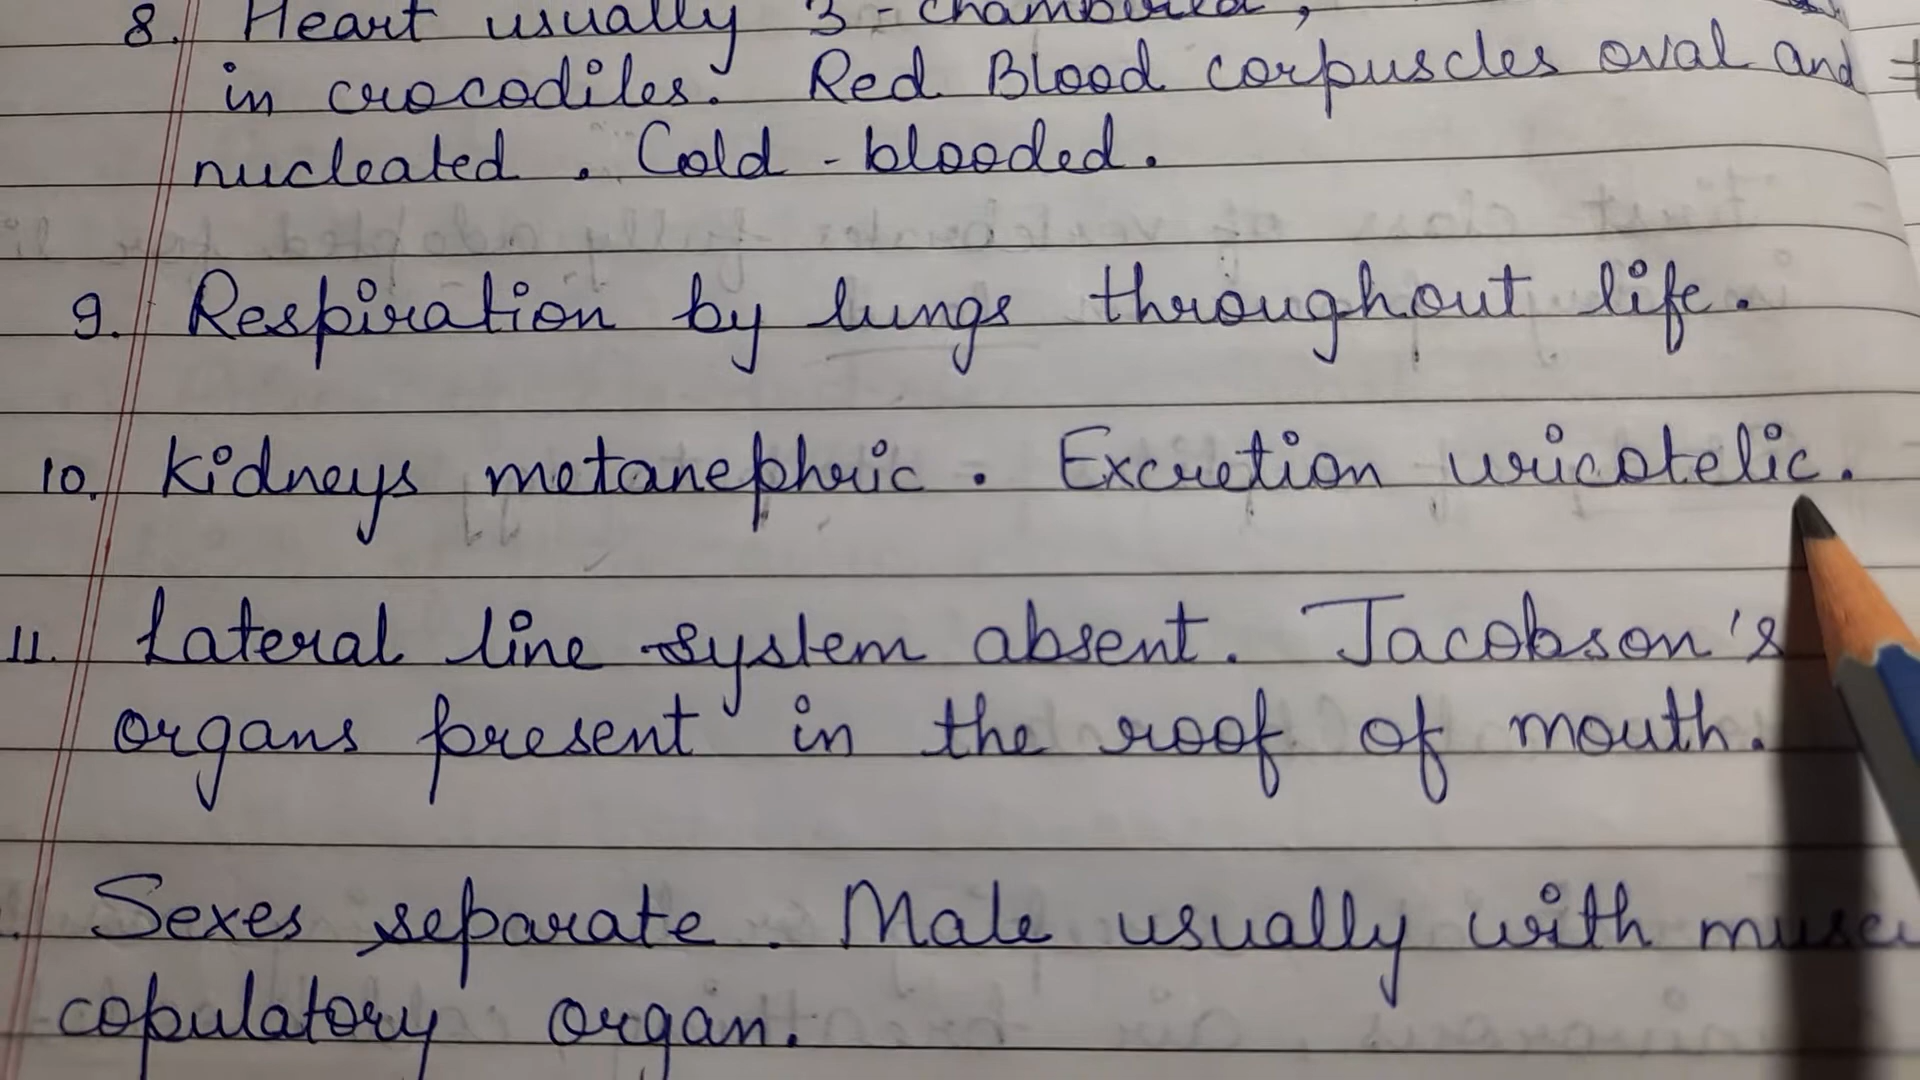 8. Heart usually 3 - chambered,
in crocodiles. Red Blood corpuscles oval and
nucleated. Cold - blooded.
9. Respiration by lungs throughout life.
10. Kidneys metanephric. Excretion uricotelic.
11. Lateral line system absent. Jacobson's
organs present in the roof of mouth.
Sexes separate. Male usually with
copulatory organ.